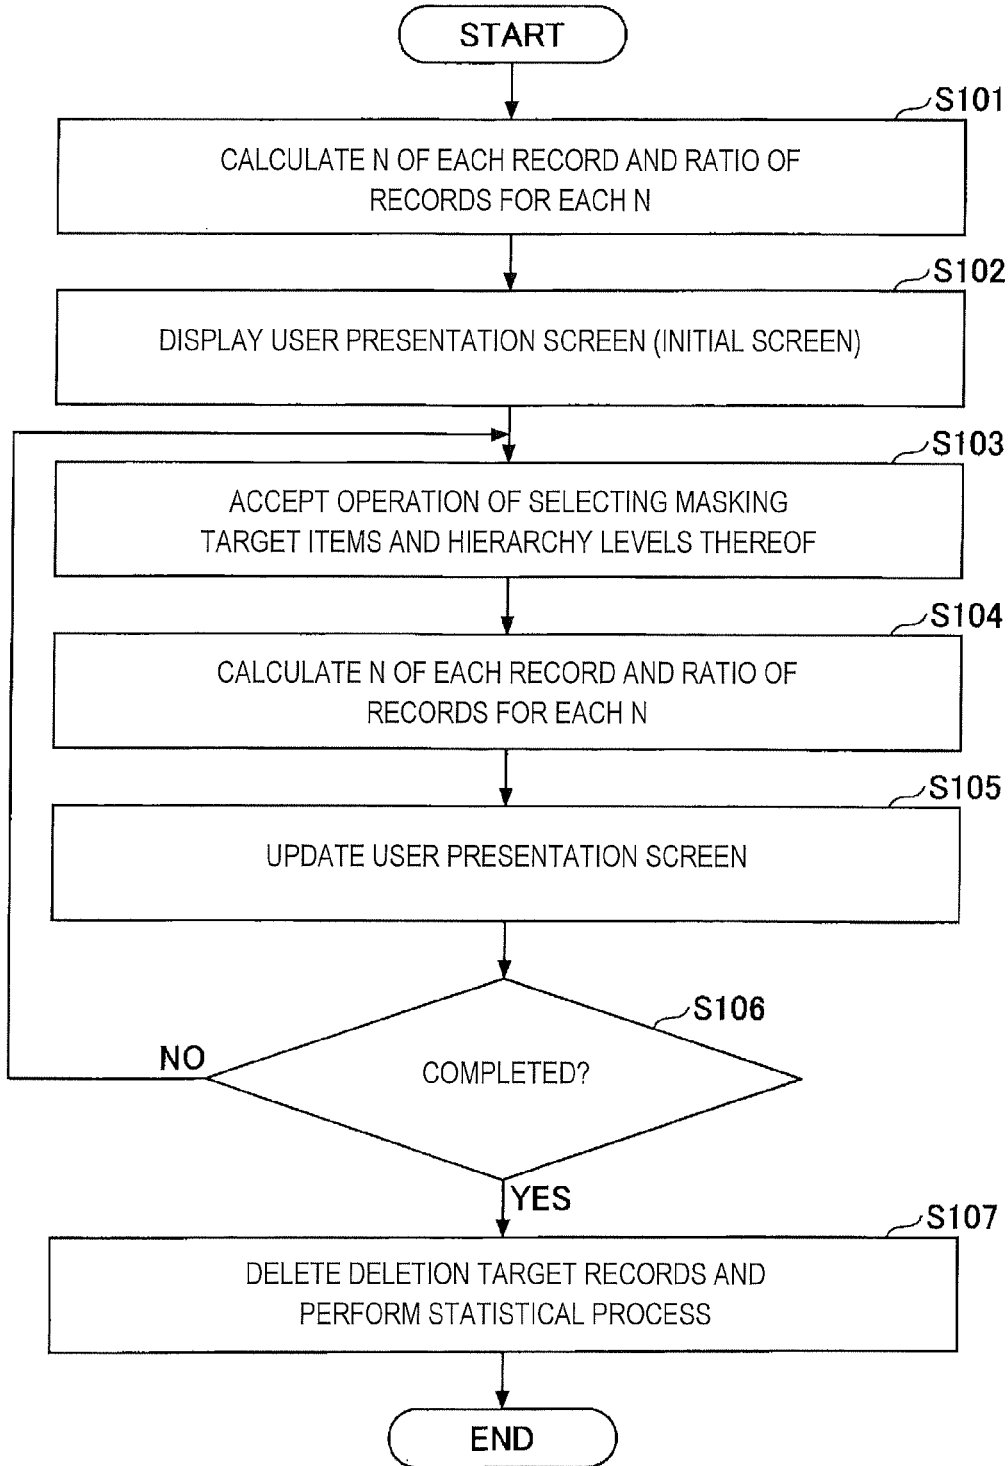 START
S101
CALCULATE N OF EACH RECORD AND RATIO OF
RECORDS FOR EACH N
S102
DISPLAY USER PRESENTATION SCREEN (INITIAL SCREEN)
S103
ACCEPT OPERATION OF SELECTING MASKING
TARGET ITEMS AND HIERARCHY LEVELS THEREOF
S104
CALCULATE N OF EACH RECORD AND RATIO OF
RECORDS FOR EACH N
S105
UPDATE USER PRESENTATION SCREEN
S106
NO
COMPLETED?
YES
S107
DELETE DELETION TARGET RECORDS AND
PERFORM STATISTICAL PROCESS
END